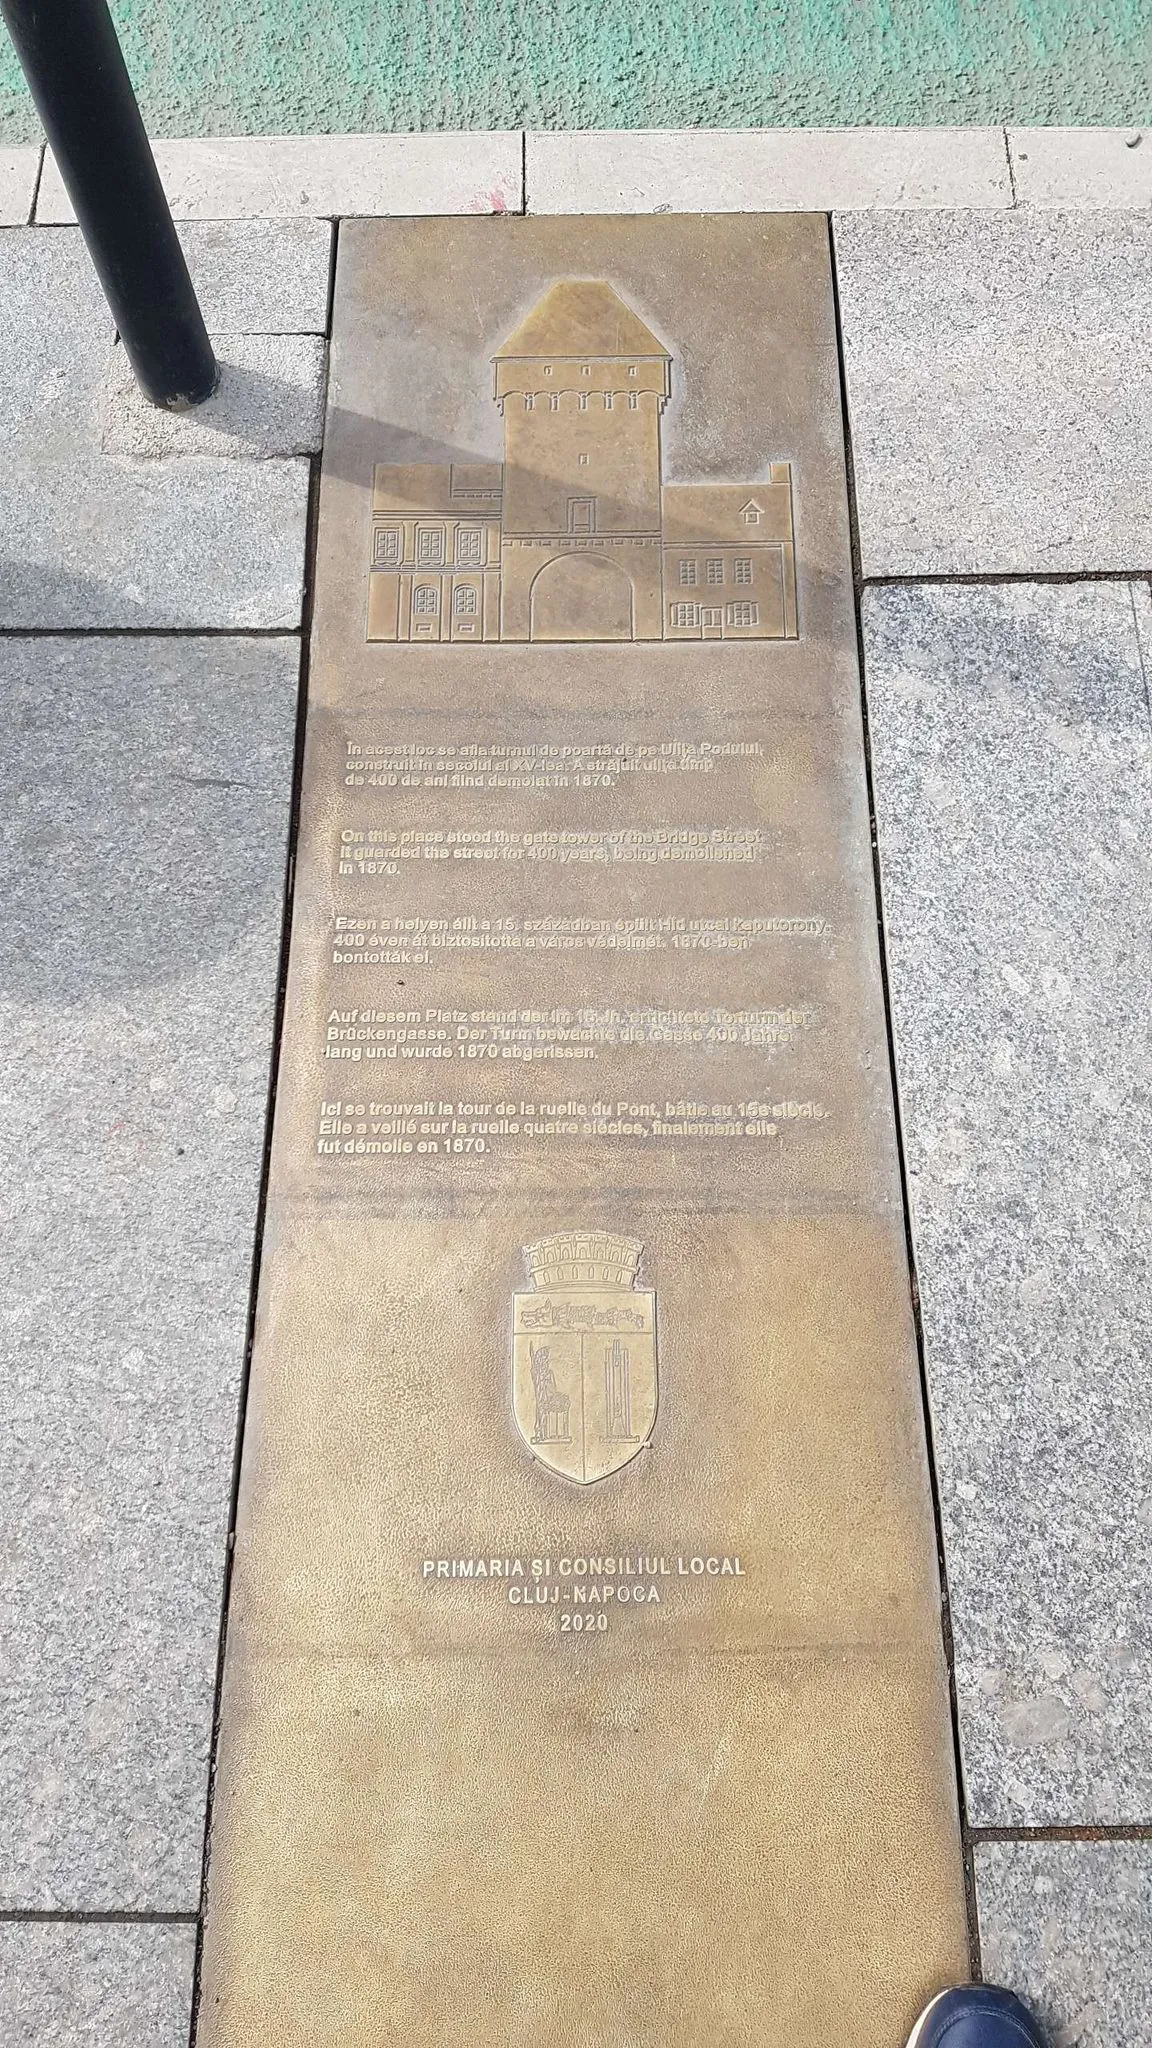 În acest loc se afla turnul de poartă de pe Ulița Podului,
construit în secolul al XV-lea. A străjuit ulița timp
de 400 de ani fiind demolat în 1870.
On this place stood the gate tower of the Bridge Street
It guarded the street for 400 years, being demolished
in 1870.
Ezen a helyen állt a 15. században épült Híd utcai kaputorony.
400 éven át biztosította a város védelmét. 1870-ben
bontották el.
Auf diesem Platz stand der im 15. Jh. errichtete Torturm der
Brückengasse. Der Turm bewachte die Gasse 400 Jahre
lang und wurde 1870 abgerissen.
Ici se trouvait la tour de la ruelle du Pont, bâtie au 15e siècle.
Elle a veillé sur la ruelle quatre siècles, finalement elle
fut démolie en 1870.
PRIMARIA ȘI CONSILIUL LOCAL
CLUJ-NAPOCA
2020